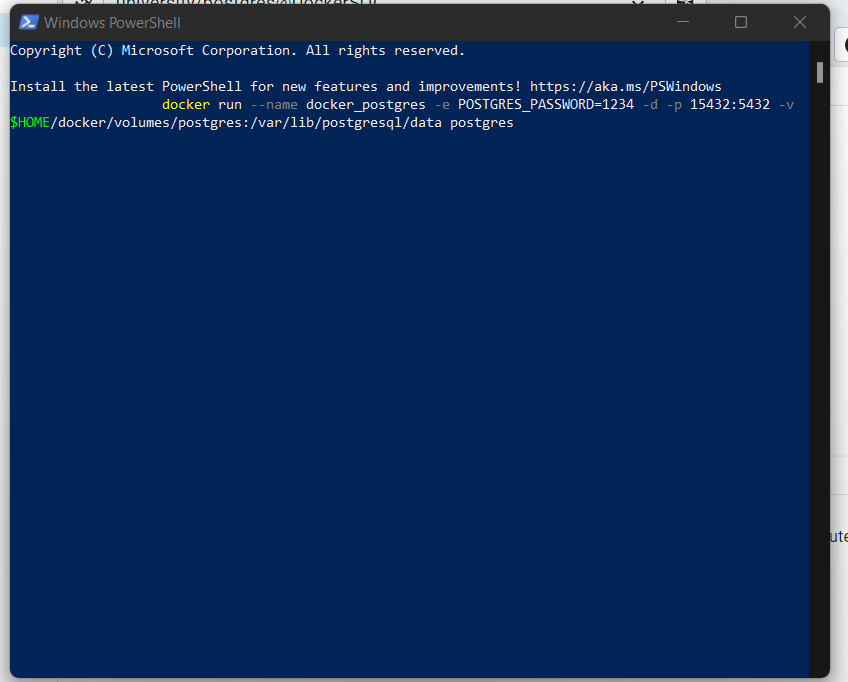 Windows PowerShell
Copyright (C) Microsoft Corporation. All rights reserved.
Install the latest PowerShell for new features and improvements! https://aka.ms/PSWindows
docker run --name docker_postgres -e POSTGRES_PASSWORD=1234 -d -p 15432:5432 -v
$HOME/docker/volumes/postgres:/var/lib/postgresql/data postgres